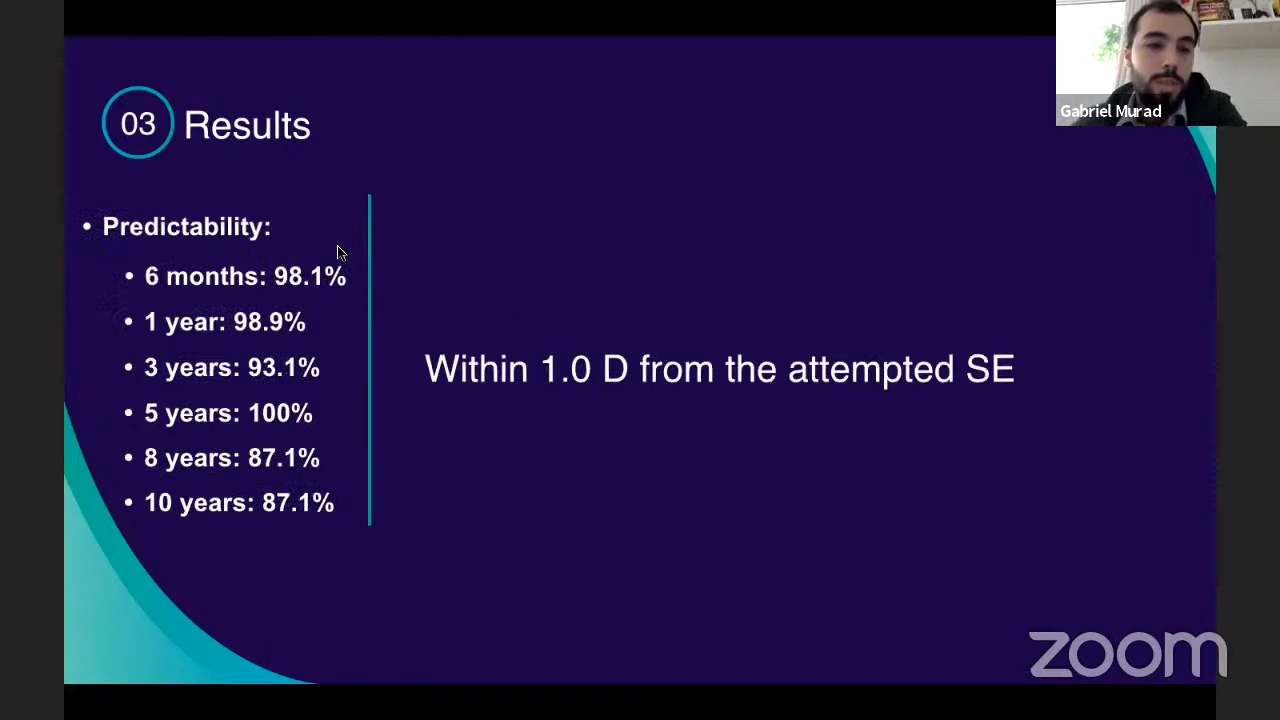 Gabriel Murad
03 Results
• Predictability:
• 6 months: 98.1%
• 1 year: 98.9%
• 3 years: 93.1%
• 5 years: 100%
• 8 years: 87.1%
• 10 years: 87.1%
Within 1.0 D from the attempted SE
zoom